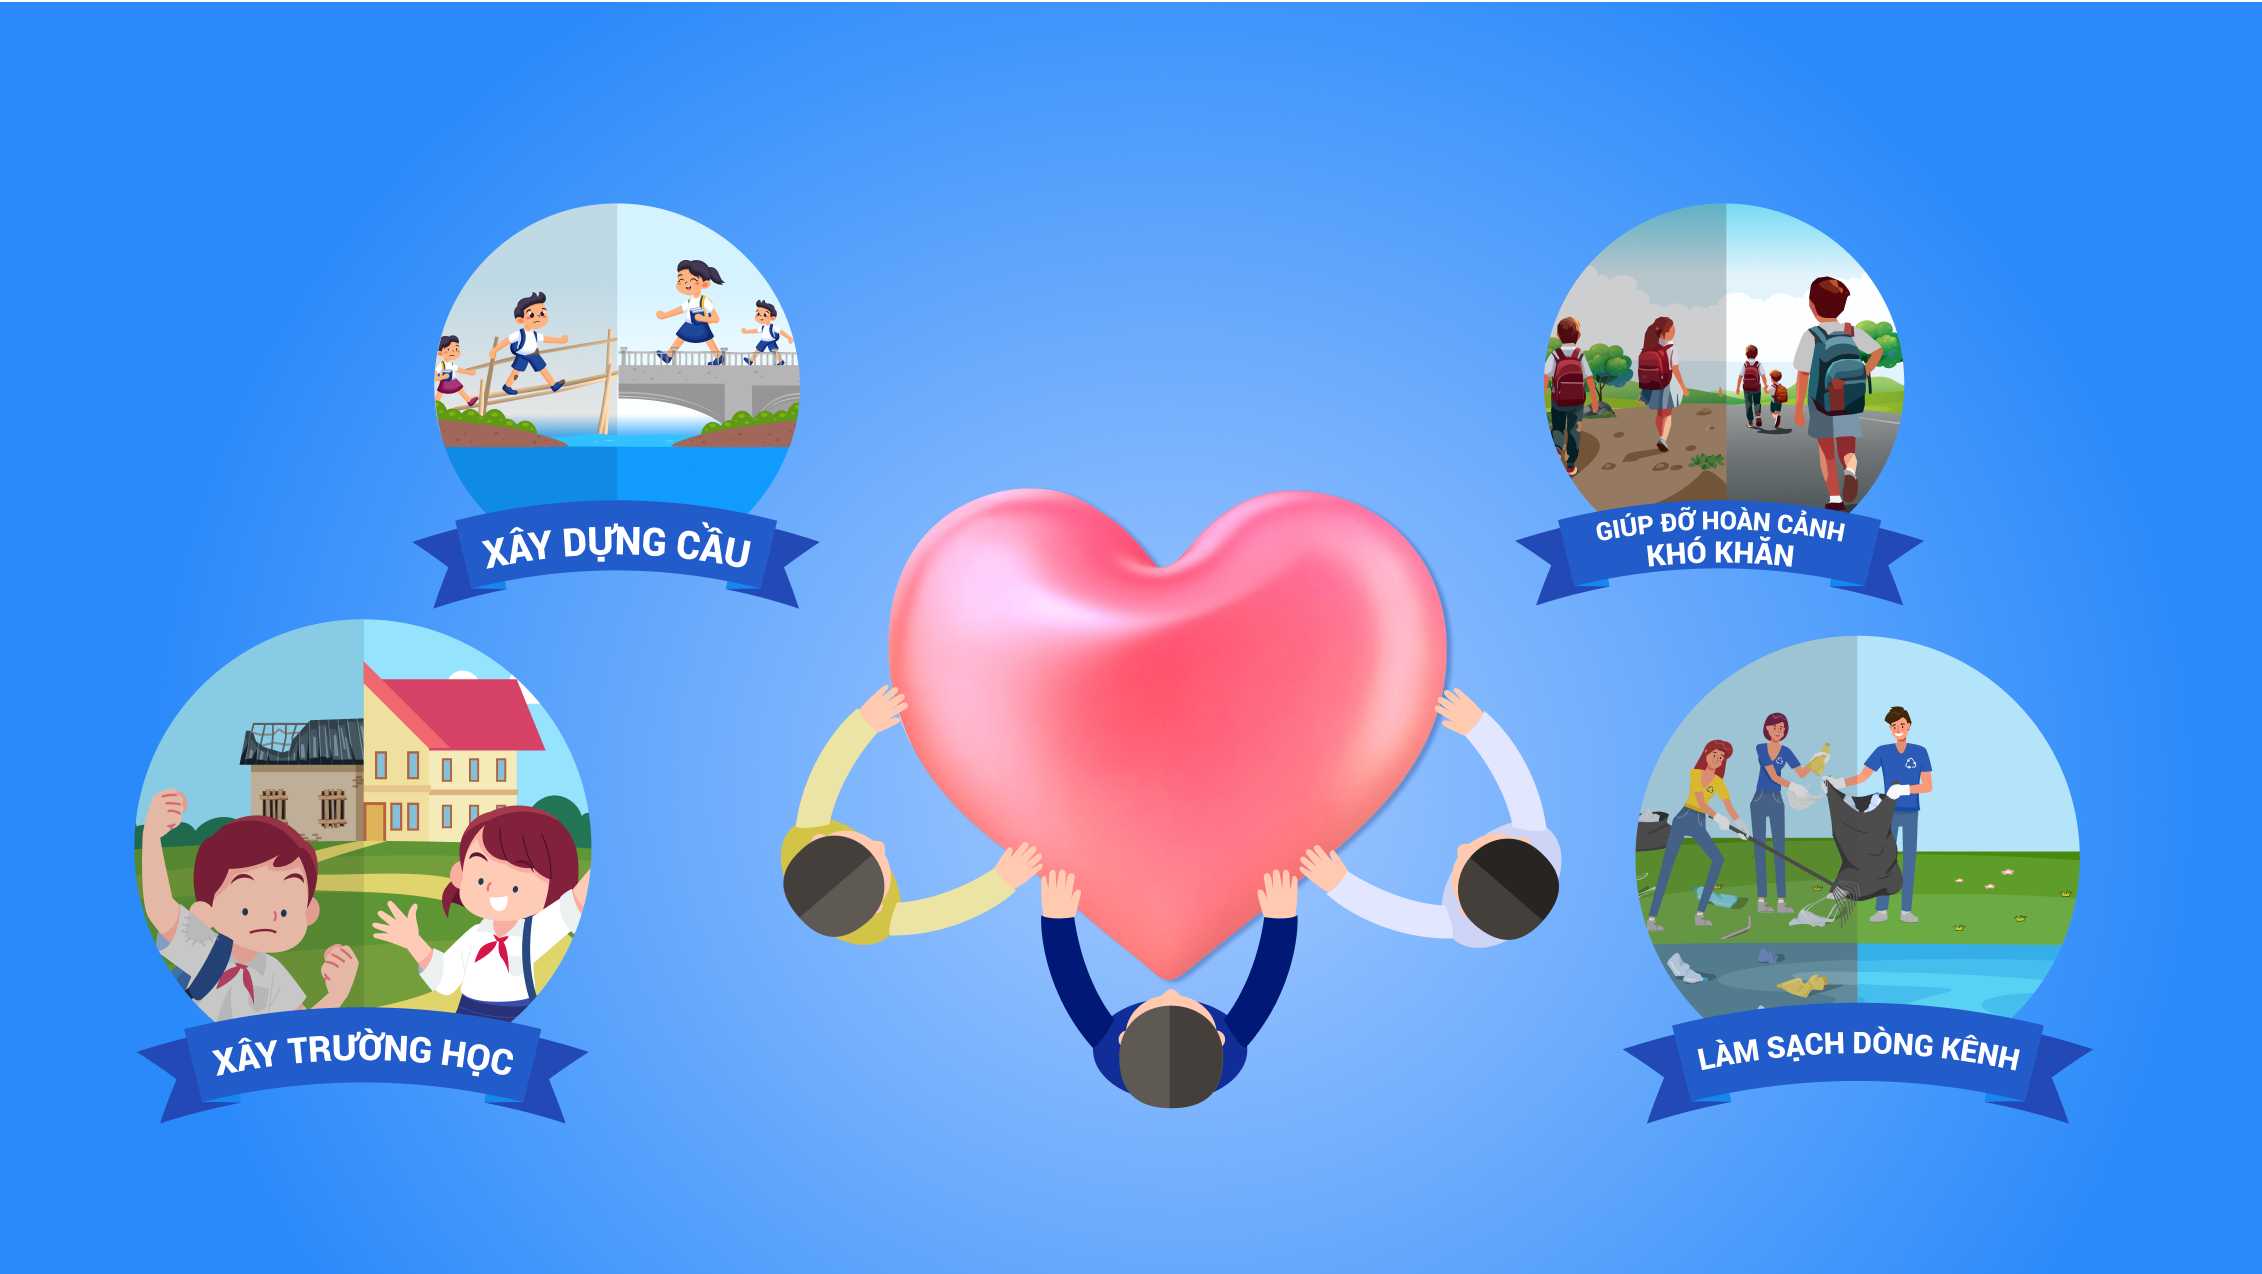 XÂY DỰNG CẦU
GIÚP ĐỠ HOÀN CẢNH
KHÓ KHĂN
XÂY TRƯỜNG HỌC
LÀM SẠCH DÒNG KÊNH